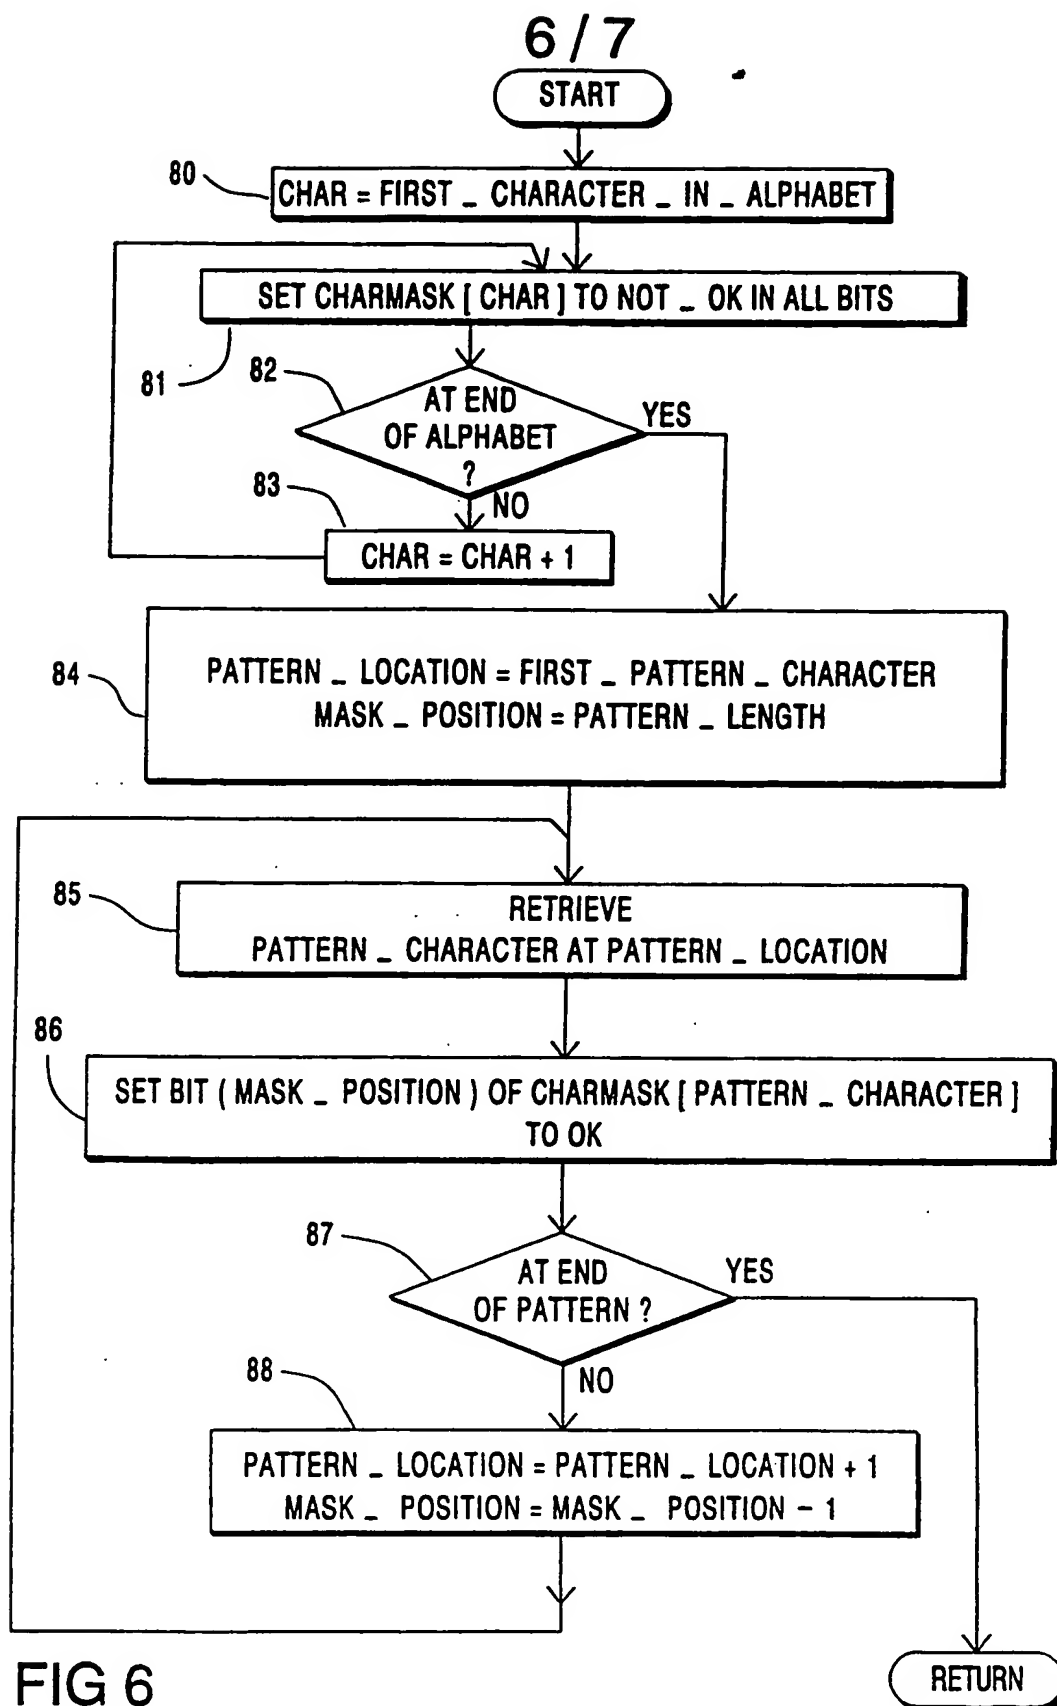 6 / 7
START
80
CHAR = FIRST _ CHARACTER _ IN _ ALPHABET
SET CHARMASK [ CHAR ] TO NOT _ OK IN ALL BITS
81
82
AT END
OF ALPHABET
?
YES
NO
83
CHAR = CHAR + 1
84
PATTERN _ LOCATION = FIRST _ PATTERN _ CHARACTER
MASK _ POSITION = PATTERN _ LENGTH
85
RETRIEVE
PATTERN _ CHARACTER AT PATTERN _ LOCATION
86
SET BIT ( MASK _ POSITION ) OF CHARMASK [ PATTERN _ CHARACTER ]
TO OK
87
AT END
OF PATTERN ?
YES
NO
88
PATTERN _ LOCATION = PATTERN _ LOCATION + 1
MASK _ POSITION = MASK _ POSITION - 1
RETURN
FIG 6